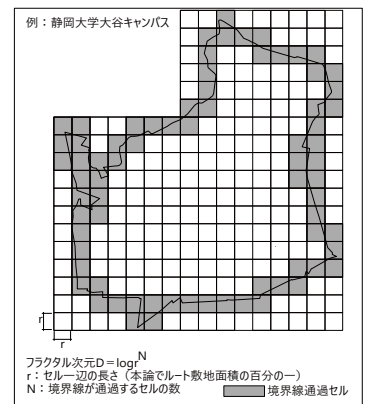 例：静岡大学大谷キャンパス
r
r
フラクタル次元D＝logrN
r：セル一辺の長さ（本論でルート敷地面積の百分の一）
N：境界線が通過するセルの数
境界線通過セル